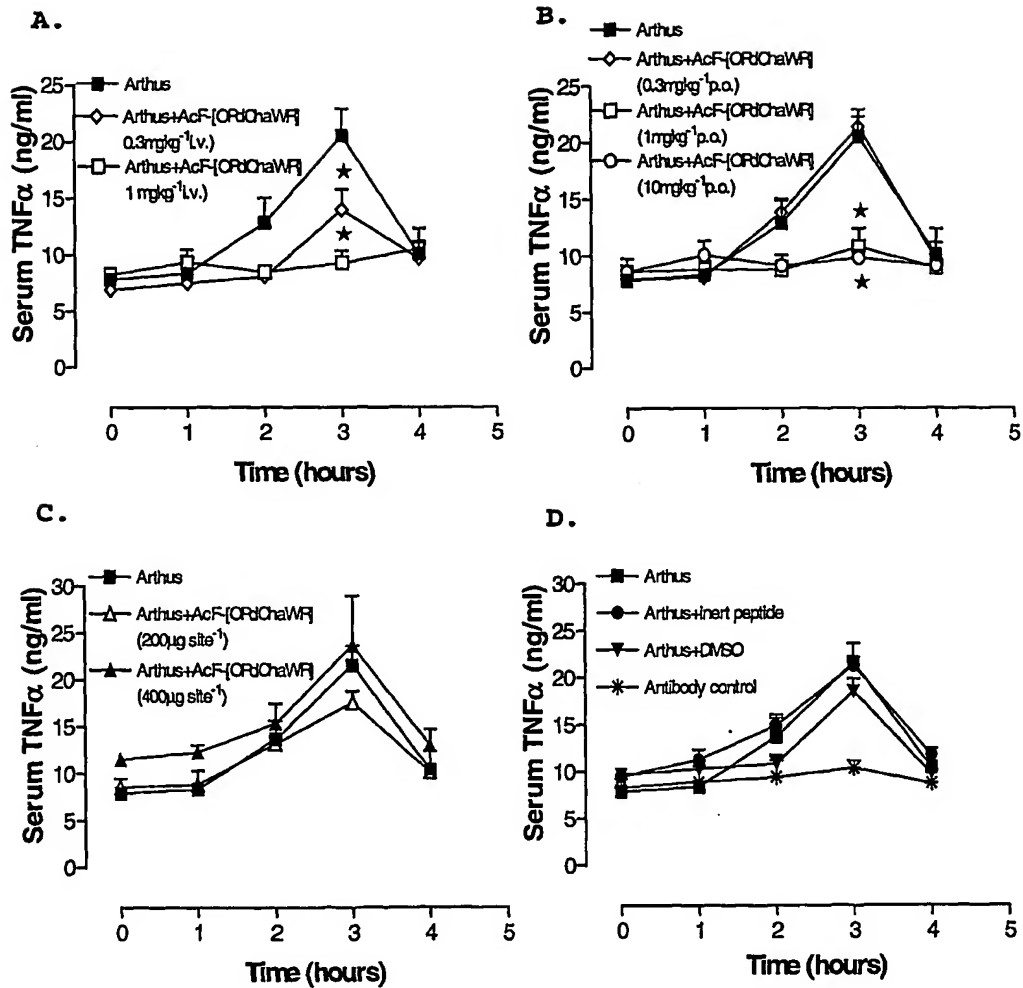 A.
Arthus
Arthus+AcF-[OPdChaWR]
0.3mgkg⁻¹i.v.)
Arthus+AcF-[OPdChaWR]
1 mgkg⁻¹i.v.)
Serum TNFα (ng/ml)
25
20
15
10
5
0
0 1 2 3 4 5
Time (hours)
B.
Arthus
Arthus+AcF-[OPdChaWR]
(0.3mgkg⁻¹p.o.)
Arthus+AcF-[OPdChaWR]
(1mgkg⁻¹p.o.)
Arthus+AcF-[OPdChaWR]
(10mgkg⁻¹p.o.)
Serum TNFα (ng/ml)
25
20
15
10
5
0
0 1 2 3 4 5
Time (hours)
C.
Arthus
Arthus+AcF-[OPdChaWR]
(200µg site⁻¹)
Arthus+AcF-[OPdChaWR]
(400µg site⁻¹)
Serum TNFα (ng/ml)
30
25
20
15
10
5
0
0 1 2 3 4 5
Time (hours)
D.
Arthus
Arthus+inert peptide
Arthus+DMSO
Antibody control
Serum TNFα (ng/ml)
30
25
20
15
10
5
0
0 1 2 3 4 5
Time (hours)